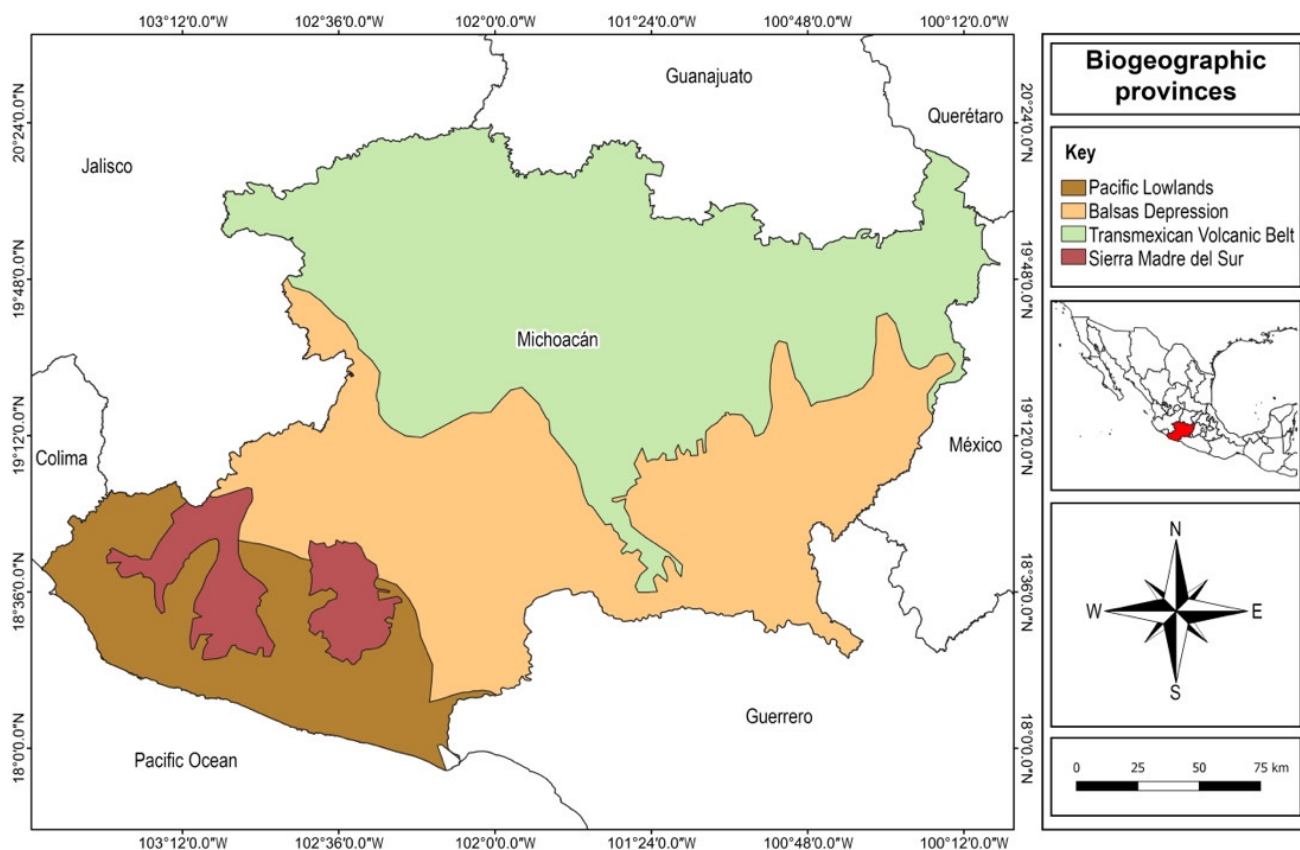 103°12'0.0"W
102°36'0.0"W
102°0'0.0"W
101°24'0.0"W
100°48'0.0"W
100°12'0.0"W
20°24'0.0"N
19°48'0.0"N
19°12'0.0"N
18°36'0.0"N
18°0'0.0"N
Guanajuato
Querétaro
Jalisco
Michoacán
Colima
México
Guerrero
Pacific Ocean
20°24'0.0"N
19°48'0.0"N
19°12'0.0"N
18°36'0.0"N
18°0'0.0"N
103°12'0.0"W
102°36'0.0"W
102°0'0.0"W
101°24'0.0"W
100°48'0.0"W
100°12'0.0"W
Biogeographic
provinces
Key
Pacific Lowlands
Balsas Depression
Transmexican Volcanic Belt
Sierra Madre del Sur
N
W
E
S
0 25 50 75 km